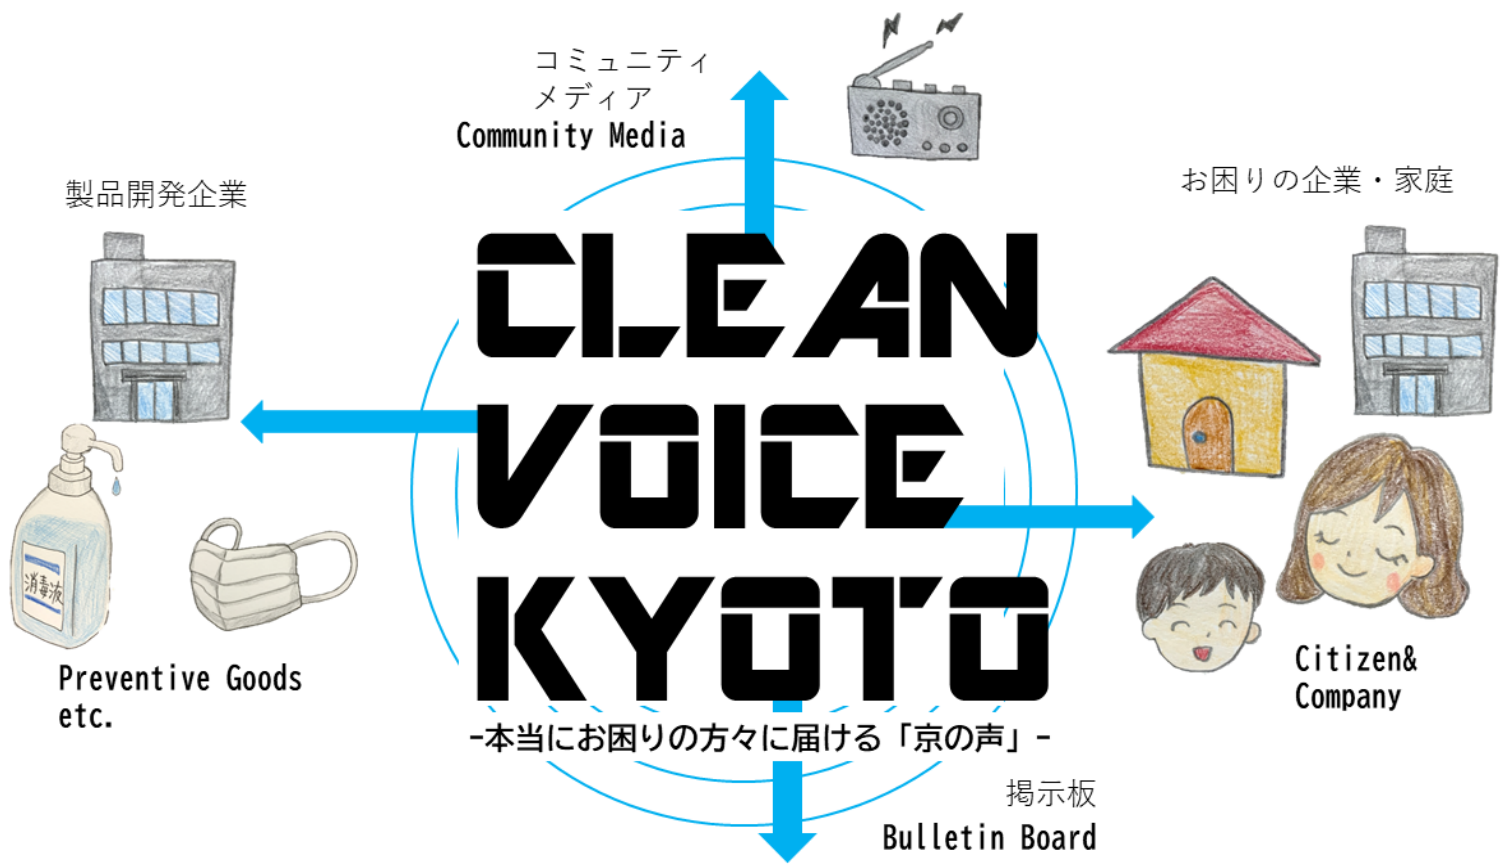 コミュニティ
メディア
Community Media
製品開発企業
お困りの企業・家庭
CLEAN
VOICE
KYOTO
-本当にお困りの方々に届ける「京の声」-
消毒液
Preventive Goods
etc.
Citizen&
Company
掲示板
Bulletin Board